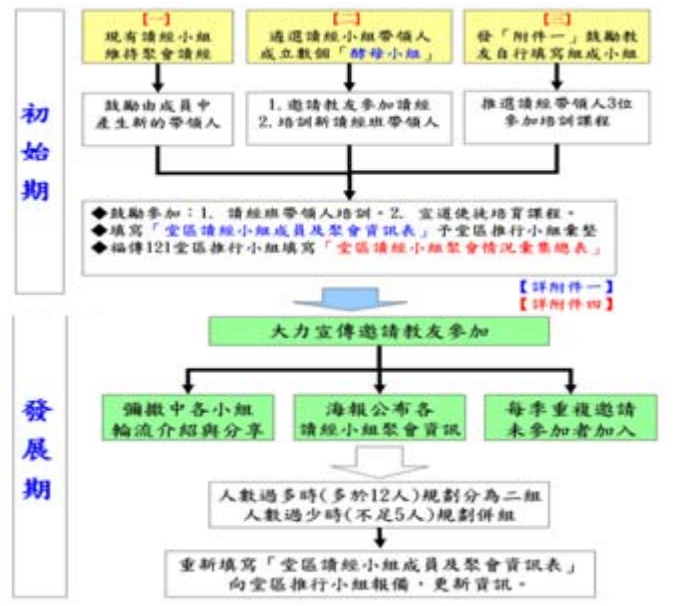 初始期
【一】
現有讀經小組
維持聚會讀經
【二】
遴選讀經小組帶領人
成立數個「酵母小組」
【三】
發「附件一」鼓勵教
友自行填寫組成小組
鼓勵由成員中
產生新的帶領人
1.邀請教友參加讀經
2.培訓新讀經班帶領人
推選讀經帶領人3位
參加培訓課程
◆鼓勵參加：1. 讀經班帶領人培訓。2. 宣道使徒培育課程。
◆填寫「堂區讀經小組成員及聚會資訊表」予堂區推行小組彙整
◆福傳121堂區推行小組填寫「堂區讀經小組聚會情況彙集總表」
【詳附件一】
【詳附件四】
發展期
大力宣傳邀請教友參加
彌撒中各小組
輪流介紹與分享
海報公布各
讀經小組聚會資訊
每季重複邀請
未參加者加入
人數過多時(多於12人)規劃分為二組
人數過少時(不足5人)規劃併組
重新填寫「堂區讀經小組成員及聚會資訊表」
向堂區推行小組報備，更新資訊。